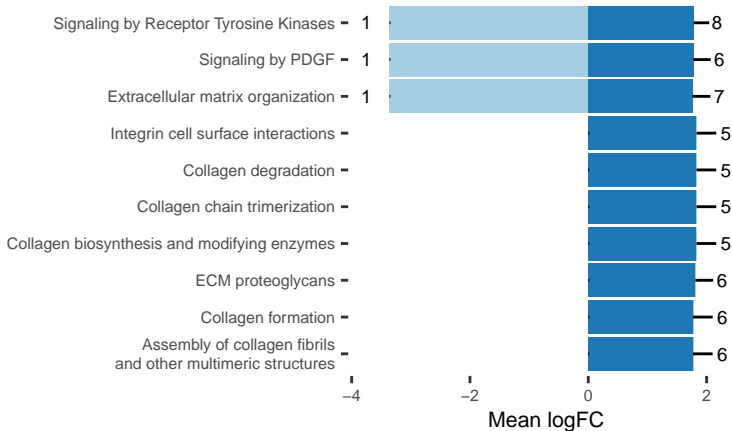 Signaling by Receptor Tyrosine Kinases 1 8
Signaling by PDGF 1 6
Extracellular matrix organization 1 7
Integrin cell surface interactions 5
Collagen degradation 5
Collagen chain trimerization 5
Collagen biosynthesis and modifying enzymes 5
ECM proteoglycans 6
Collagen formation 6
Assembly of collagen fibrils
and other multimeric structures 6
−4 −2 0 2
Mean logFC